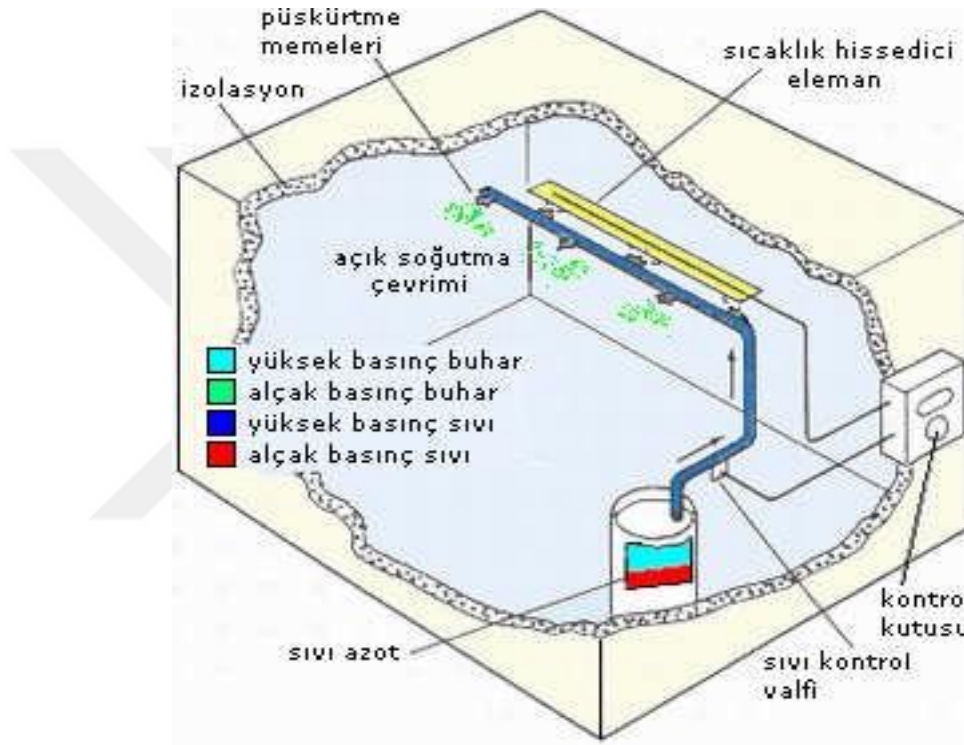 püskürtme
memeleri
sıcaklık hissedici
eleman
izolasyon
açık soğutma
çevrimi
yüksek basınç buhar
alçak basınç buhar
yüksek basınç sıvı
alçak basınç sıvı
kontro
kutusu
sıvı azot
sıvı kontrol
valfi